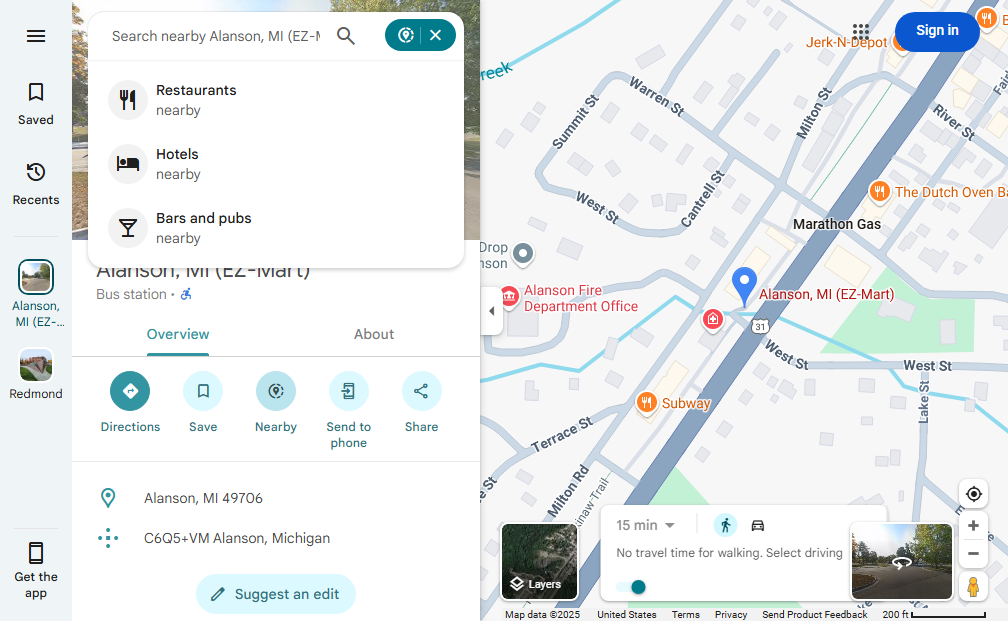 Saved
Recents
Alanson,
MI (EZ-...
Redmond
Get the
app
Search nearby Alanson, MI (EZ-M
Restaurants
nearby
Hotels
nearby
Bars and pubs
nearby
Alanson, MI (EZ-Mart)
Bus station •
Overview
About
Directions
Save
Nearby
Send to
phone
Share
Alanson, MI 49706
C6Q5+VM Alanson, Michigan
Suggest an edit
Sign in
Jerk-N-Depot
reek
Warren St
Summit St
Milton St
River St
West St
Cantrell St
The Dutch Oven Ba
Marathon Gas
Drop
nson
Alanson Fire
Department Office
Alanson, MI (EZ-Mart)
31
West St
West St
Lake St
Subway
Terrace St
e St
Milton Rd
kinaw Trail
15 min
No travel time for walking. Select driving
Layers
Map data ©2025
United States
Terms
Privacy
Send Product Feedback
200 ft